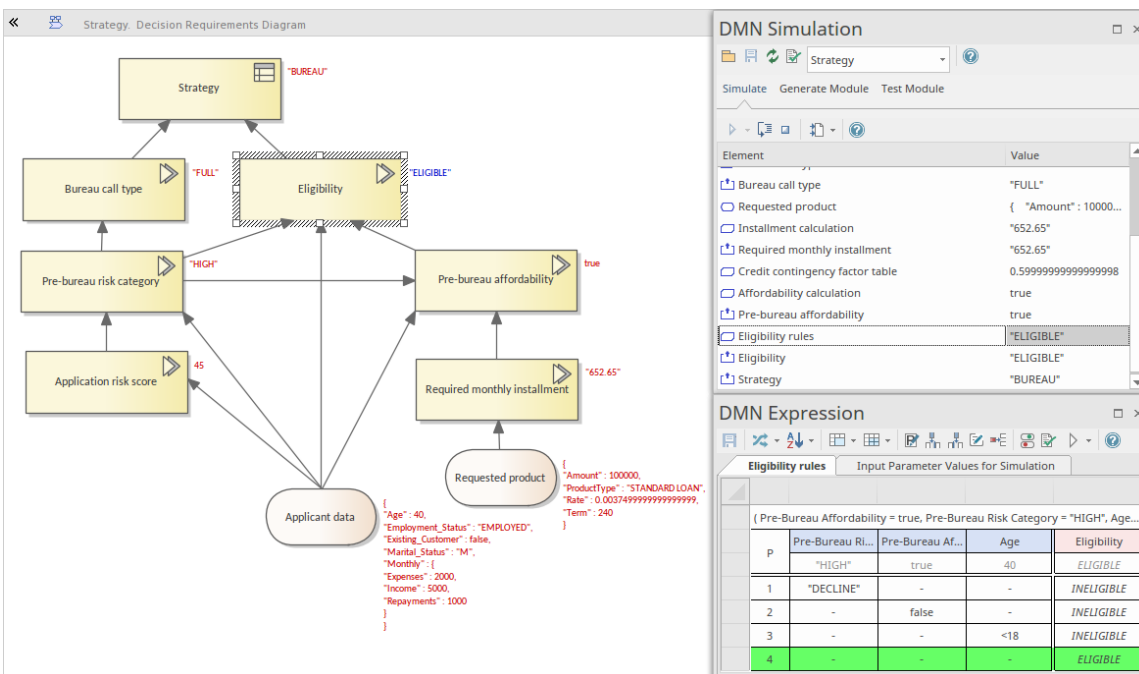 Strategy. Decision Requirements Diagram
Strategy
"BUREAU"
Bureau call type
"FULL"
Eligibility
"ELIGIBLE"
Pre-bureau risk category
"HIGH"
Pre-bureau affordability
true
Application risk score
45
Required monthly installment
"652.65"
Requested product
{
"Amount" : 100000,
"ProductType" : "STANDARD LOAN",
"Rate" : 0.0037499999999999999,
"Term" : 240
}
Applicant data
{
"Age" : 40,
"Employment_Status" : "EMPLOYED",
"Existing_Customer" : false,
"Marital_Status" : "M",
"Monthly" : {
"Expenses" : 2000,
"Income" : 5000,
"Repayments" : 1000
}
}
DMN Simulation
Strategy
Simulate Generate Module Test Module
Element Value
Bureau call type "FULL"
Requested product { "Amount" : 10000...
Installment calculation "652.65"
Required monthly installment "652.65"
Credit contingency factor table 0.59999999999999998
Affordability calculation true
Pre-bureau affordability true
Eligibility rules "ELIGIBLE"
Eligibility "ELIGIBLE"
Strategy "BUREAU"
DMN Expression
Eligibility rules Input Parameter Values for Simulation
( Pre-Bureau Affordability = true, Pre-Bureau Risk Category = "HIGH", Age...
P Pre-Bureau Ri... Pre-Bureau Af... Age Eligibility
"HIGH" true 40 ELIGIBLE
1 "DECLINE" - - INELIGIBLE
2 - false - INELIGIBLE
3 - - <18 INELIGIBLE
4 - - - ELIGIBLE